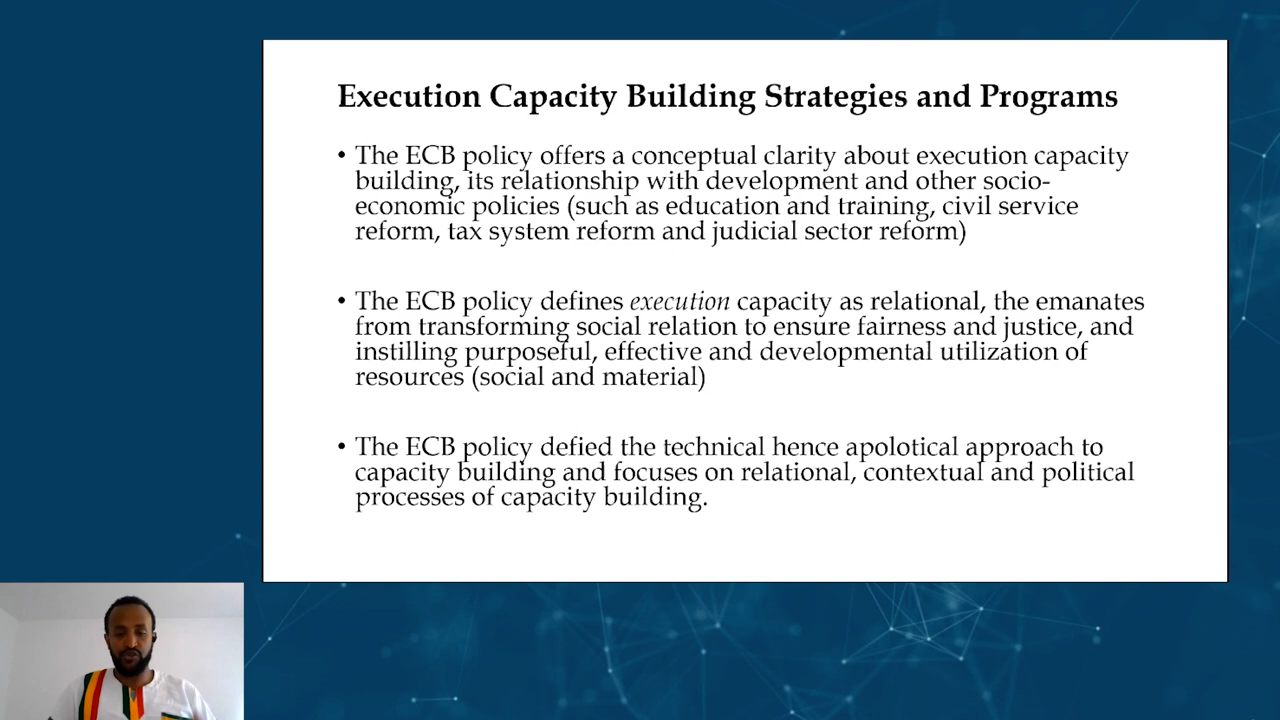 Execution Capacity Building Strategies and Programs
• The ECB policy offers a conceptual clarity about execution capacity
building, its relationship with development and other socio-
economic policies (such as education and training, civil service
reform, tax system reform and judicial sector reform)
• The ECB policy defines execution capacity as relational, the emanates
from transforming social relation to ensure fairness and justice, and
instilling purposeful, effective and developmental utilization of
resources (social and material)
• The ECB policy defied the technical hence apolotical approach to
capacity building and focuses on relational, contextual and political
processes of capacity building.